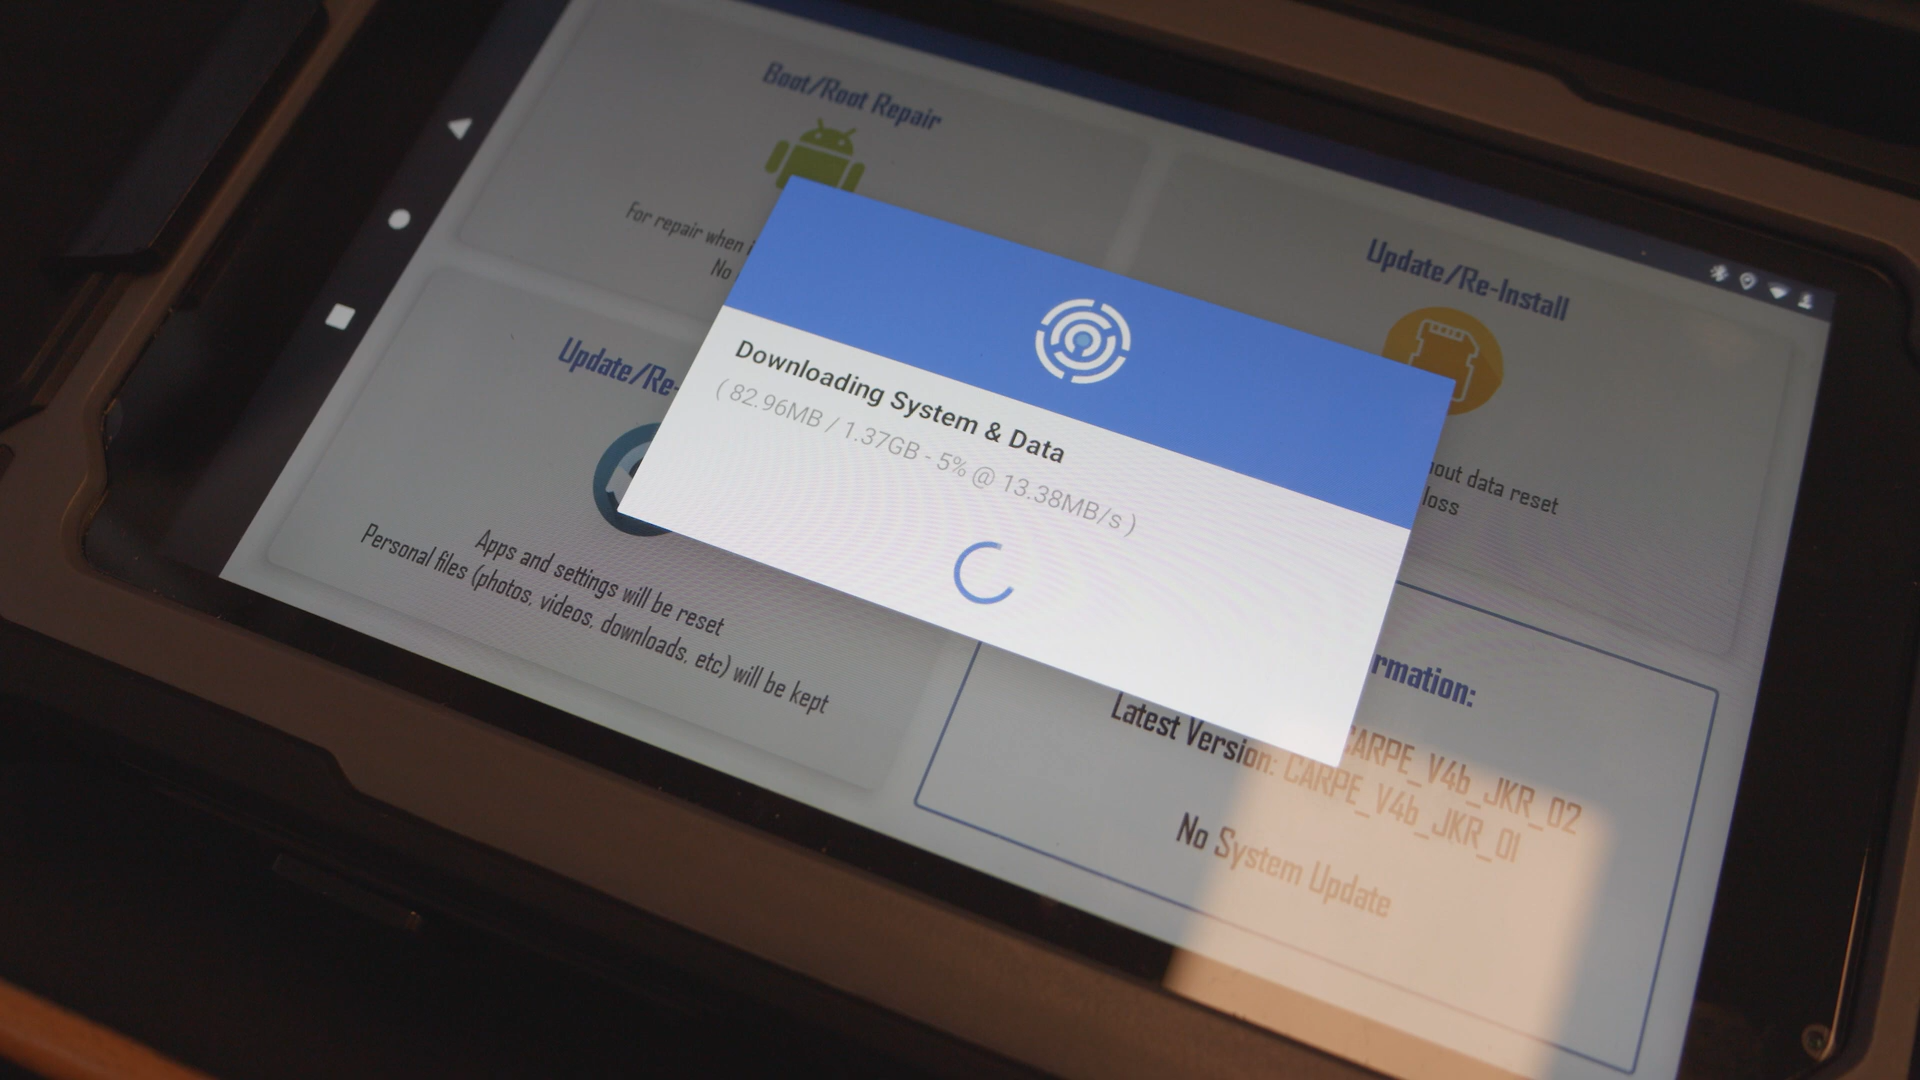 Boot/Root Repair
For repair when
No
Update/Re-Install
out data reset
loss
Update/Re-
Apps and settings will be reset
Personal files (photos, videos, downloads, etc) will be kept
Downloading System & Data
( 82.96MB / 1.37GB - 5% @ 13.38MB/s )
rmation:
CARPE_V4b_JKR_02
Latest Version: CARPE_V4b_JKR_01
No System Update